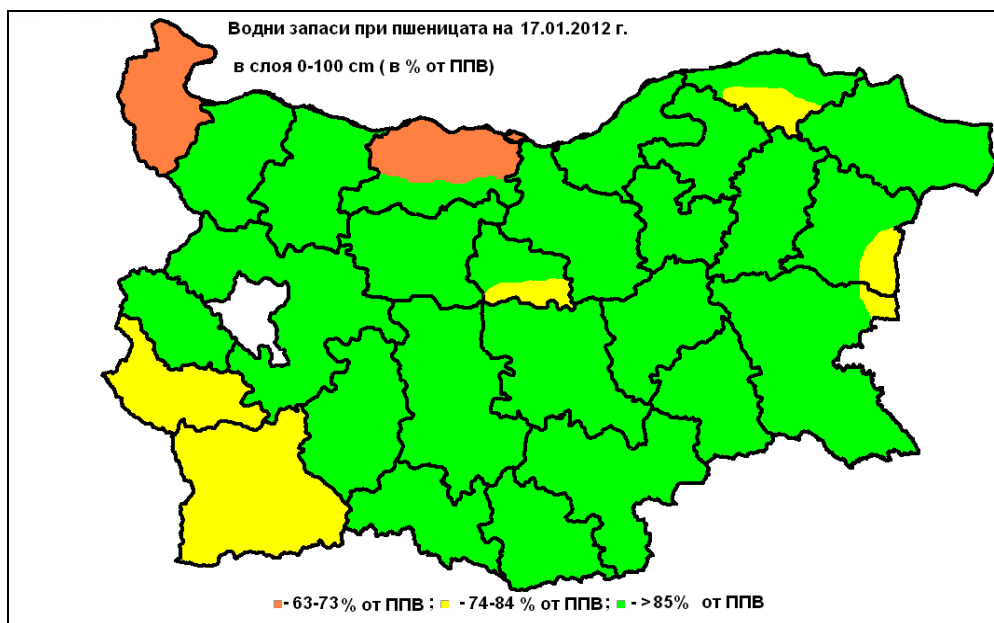 Водни запаси при пшеницата на 17.01.2012 г.
в слоя 0-100 cm ( в % от ППВ)
- 63-73 % от ППВ ; - 74-84 % от ППВ; - >85% от ППВ